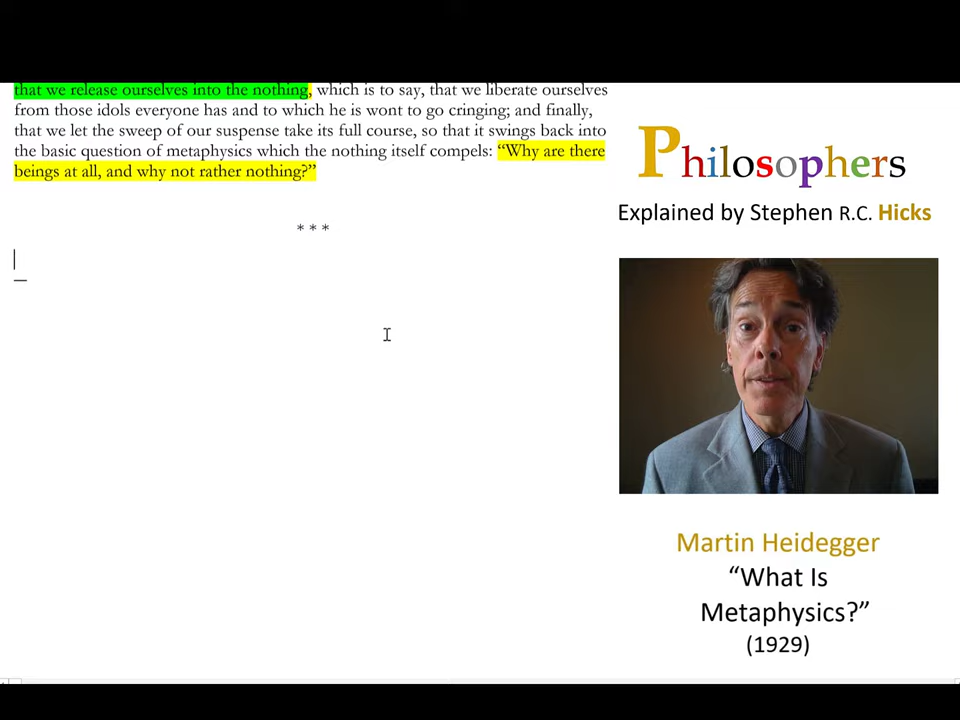 that we release ourselves into the nothing, which is to say, that we liberate ourselves
from those idols everyone has and to which he is wont to go cringing; and finally,
that we let the sweep of our suspense take its full course, so that it swings back into
the basic question of metaphysics which the nothing itself compels: “Why are there
beings at all, and why not rather nothing?”
* * *
Philosophers
Explained by Stephen R.C. Hicks
Martin Heidegger
“What Is
Metaphysics?”
(1929)